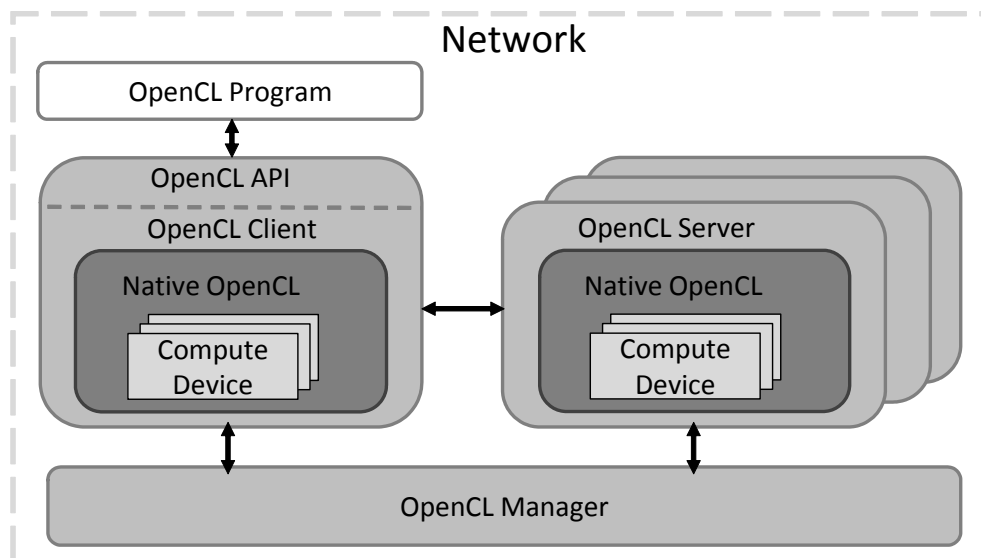 Network
OpenCL Program
OpenCL API
OpenCL Client
Native OpenCL
Compute
Device
OpenCL Server
Native OpenCL
Compute
Device
OpenCL Manager